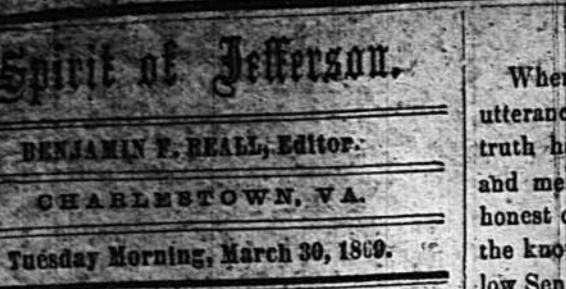 Spirit of Jefferson.
BENJAMIN F. BEALL, Editor.
CHARLESTOWN, VA.
Tuesday Morning, March 30, 1869.
When
utteranc
truth h
and me
honest
the kno
low Sen